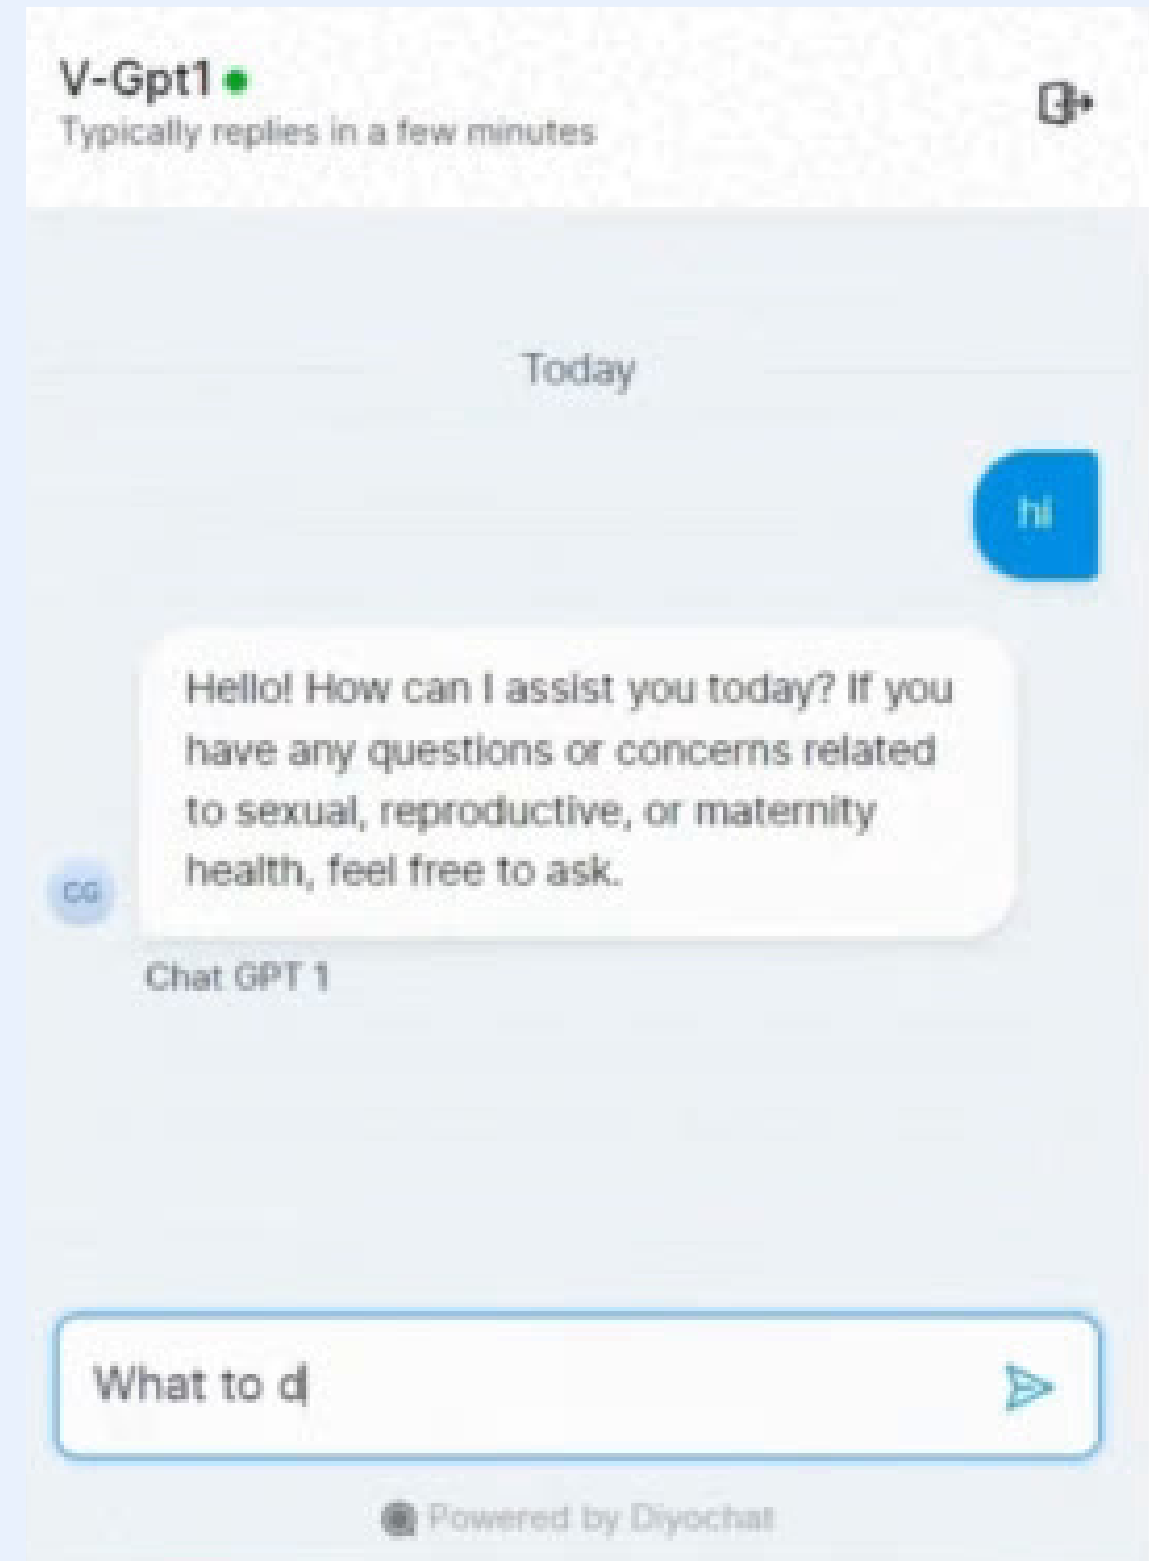 V-Gpt1
Typically replies in a few minutes
Today
hi
Hello! How can I assist you today? If you
have any questions or concerns related
to sexual, reproductive, or maternity
health, feel free to ask.
CG
Chat GPT 1
What to d
Powered by Diyochat